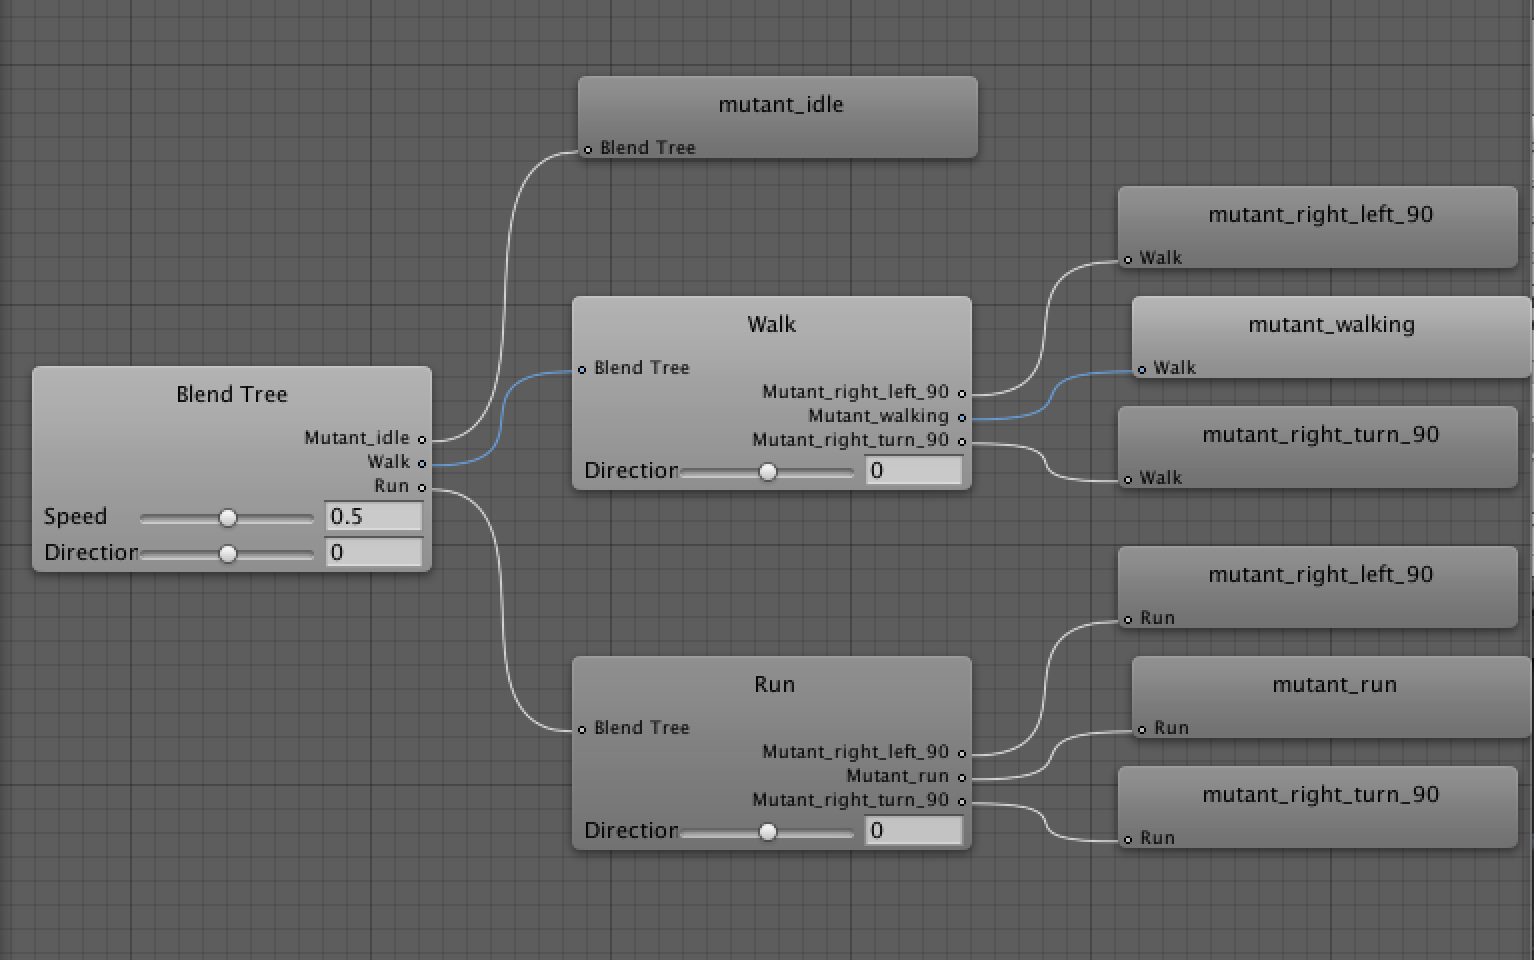 mutant_idle
Blend Tree
Blend Tree
Mutant_idle
Walk
Run
Speed 0.5
Direction 0
Walk
Blend Tree
Mutant_right_left_90
Mutant_walking
Mutant_right_turn_90
Direction 0
mutant_right_left_90
Walk
mutant_walking
Walk
mutant_right_turn_90
Walk
Run
Blend Tree
Mutant_right_left_90
Mutant_run
Mutant_right_turn_90
Direction 0
mutant_right_left_90
Run
mutant_run
Run
mutant_right_turn_90
Run